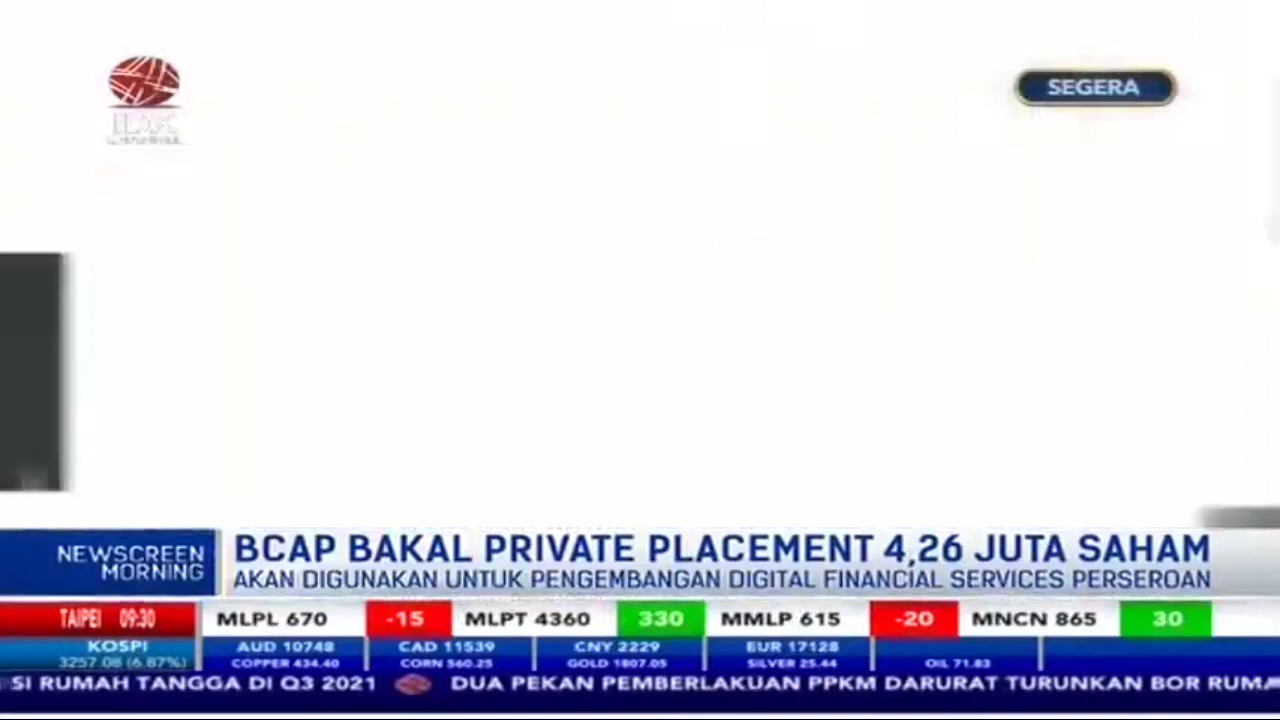 SEGERA
NEWSCREEN
MORNING
BCAP BAKAL PRIVATE PLACEMENT 4,26 JUTA SAHAM
AKAN DIGUNAKAN UNTUK PENGEMBANGAN DIGITAL FINANCIAL SERVICES PERSEROAN
TAIPEI 09:30 MLPL 670 -15 MLPT 4360 330 MMLP 615 -20 MNCN 865 30
KOSPI AUD 10748 CAD 11539 CNY 2229 EUR 17128
3257.08 (6.87%) COPPER 434.40 CORN 560.25 GOLD 1807.05 SILVER 25.44 OIL 71.83
SI RUMAH TANGGA DI Q3 2021 DUA PEKAN PEMBERLAKUAN PPKM DARURAT TURUNKAN BOR RUMA